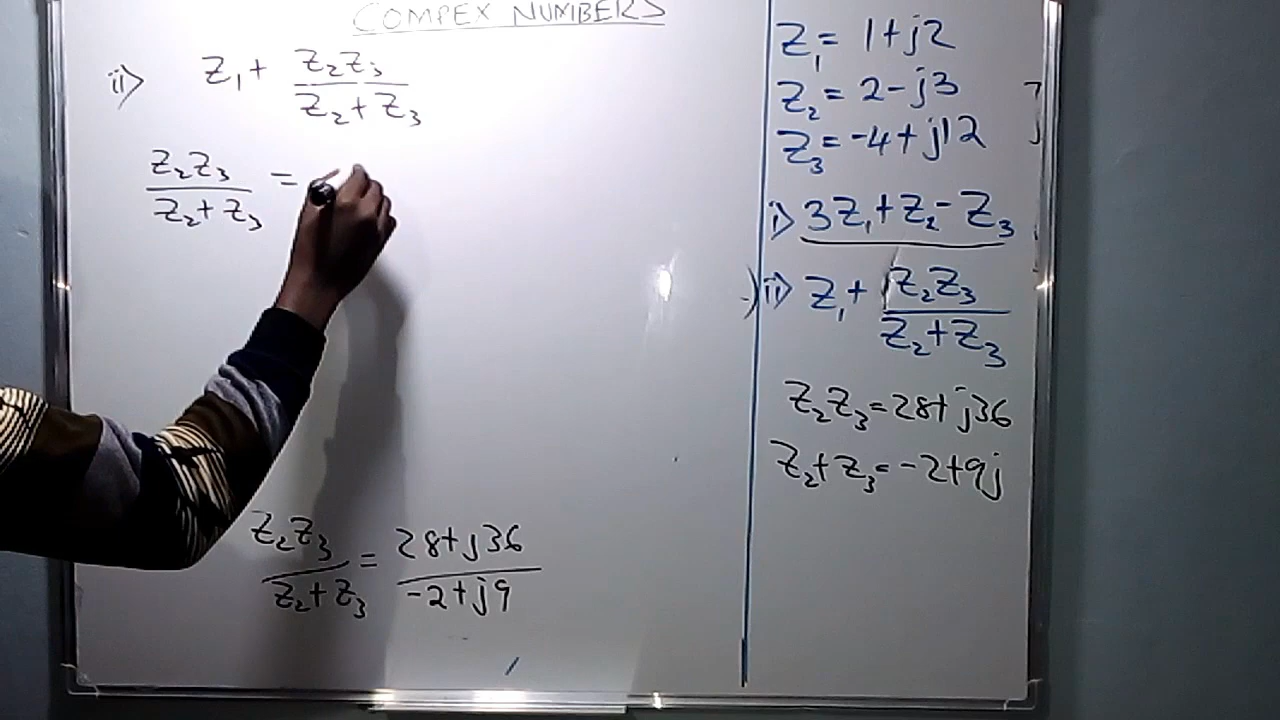 COMPEX NUMBERS
ii) Z₁ + Z₂Z₃ / Z₂ + Z₃
Z₂Z₃ / Z₂ + Z₃ =
Z₂Z₃ / Z₂ + Z₃ = 28 + j36 / -2 + j9
Z₁ = 1 + j2
Z₂ = 2 - j3
Z₃ = -4 + j12
i) 3Z₁ + Z₂ - Z₃
ii) Z₁ + Z₂Z₃ / Z₂ + Z₃
Z₂Z₃ = 28 + j36
Z₂ + Z₃ = -2 + 9j